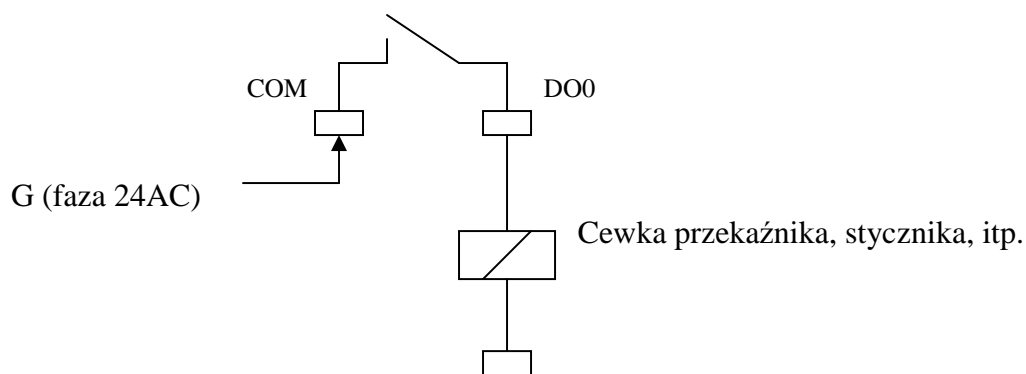 COM
DO0
G (faza 24AC)
Cewka przekaźnika, stycznika, itp.